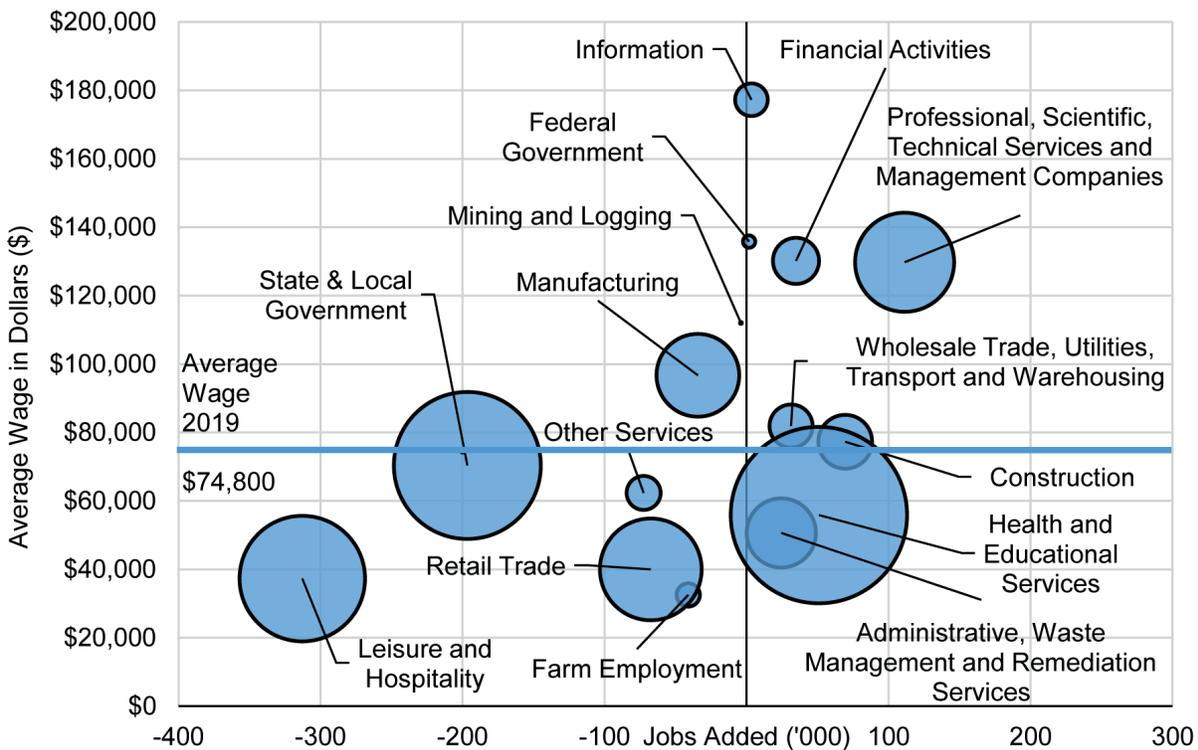 $200,000
$180,000
$160,000
$140,000
$120,000
$100,000
$80,000
$60,000
$40,000
$20,000
$0
Average Wage in Dollars ($)
Information
Financial Activities
Federal
Government
Professional, Scientific,
Technical Services and
Management Companies
Mining and Logging
State & Local
Government
Manufacturing
Average
Wage
2019
$74,800
Wholesale Trade, Utilities,
Transport and Warehousing
Other Services
Construction
Health and
Educational
Services
Retail Trade
Administrative, Waste
Management and Remediation
Services
Leisure and
Hospitality
Farm Employment
-400
-300
-200
-100
Jobs Added ('000)
100
200
300